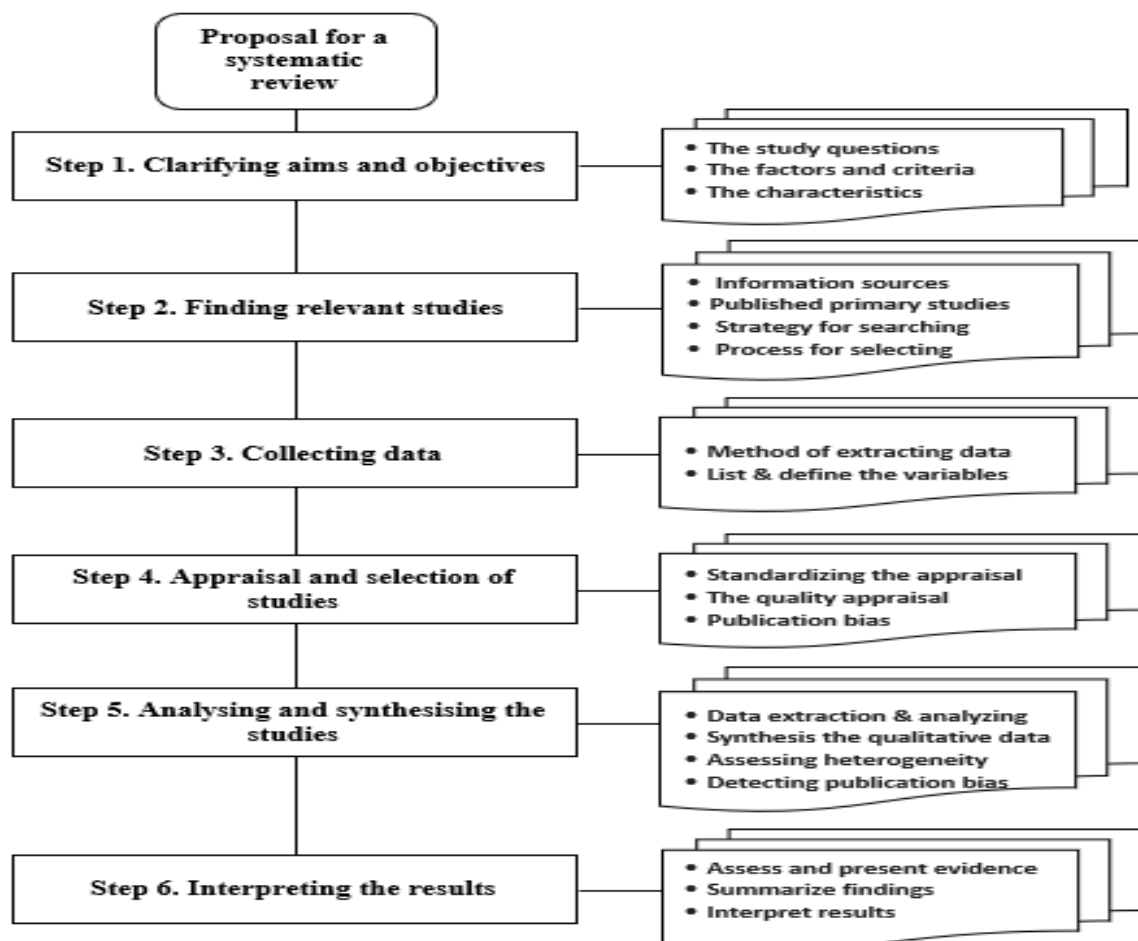 Proposal for a
systematic
review
Step 1. Clarifying aims and objectives
• The study questions
• The factors and criteria
• The characteristics
Step 2. Finding relevant studies
• Information sources
• Published primary studies
• Strategy for searching
• Process for selecting
Step 3. Collecting data
• Method of extracting data
• List & define the variables
Step 4. Appraisal and selection of
studies
• Standardizing the appraisal
• The quality appraisal
• Publication bias
Step 5. Analysing and synthesising the
studies
• Data extraction & analyzing
• Synthesis the qualitative data
• Assessing heterogeneity
• Detecting publication bias
Step 6. Interpreting the results
• Assess and present evidence
• Summarize findings
• Interpret results